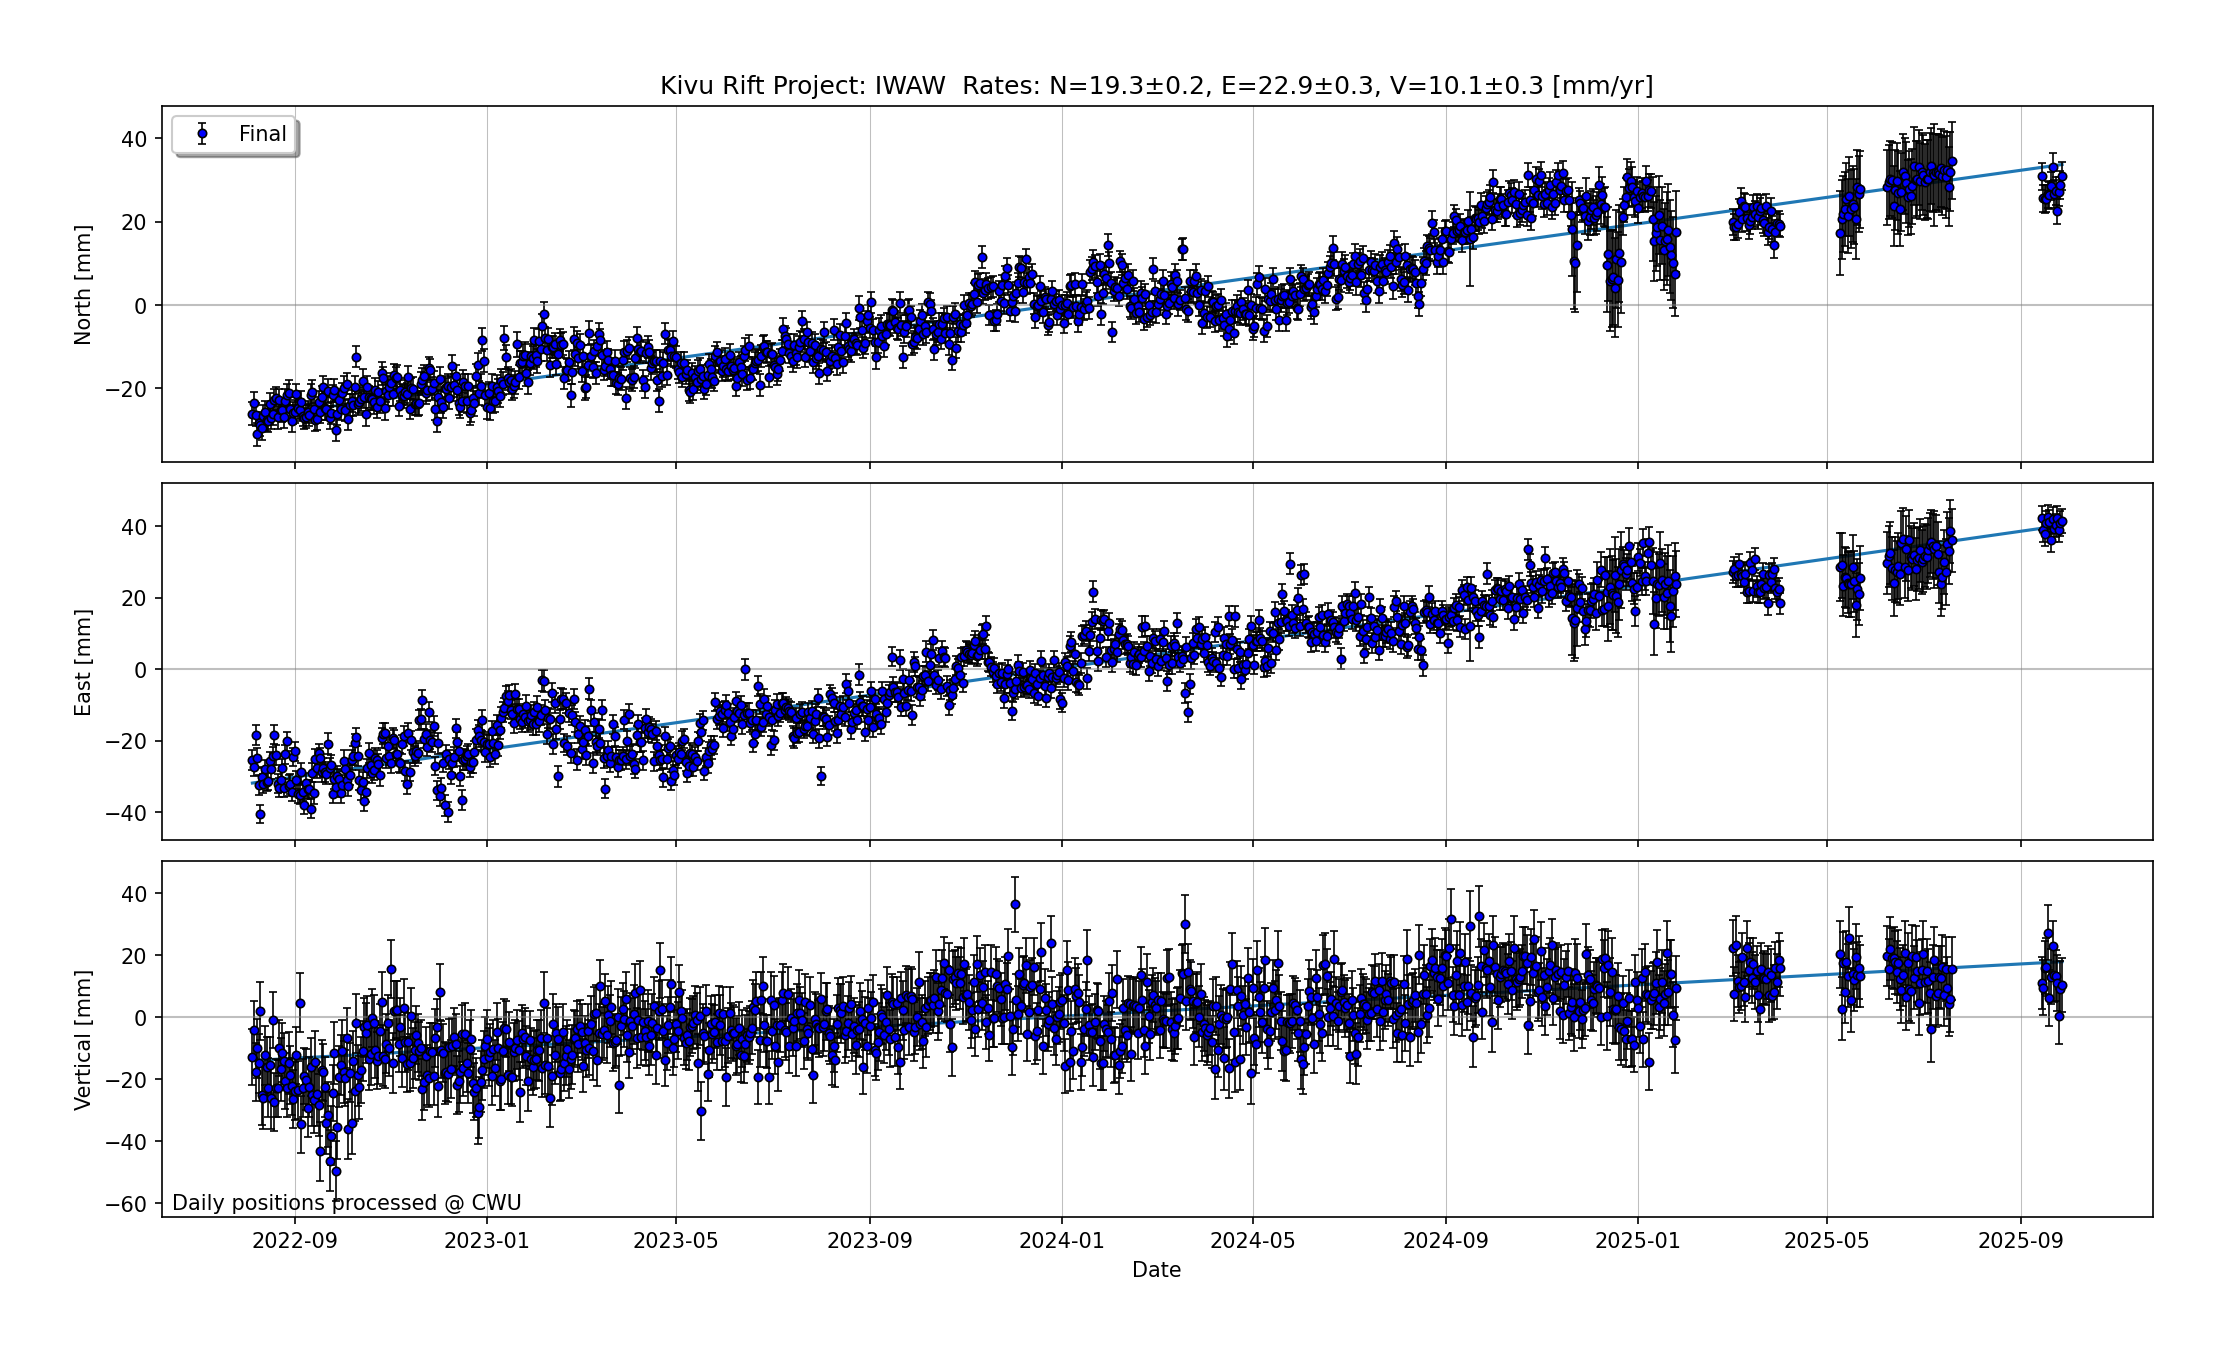 Kivu Rift Project: IWAW  Rates: N=19.3±0.2, E=22.9±0.3, V=10.1±0.3 [mm/yr]
Final
North [mm]
40
20
0
−20
East [mm]
40
20
0
−20
−40
Vertical [mm]
40
20
0
−20
−40
−60
Daily positions processed @ CWU
2022-09 2023-01 2023-05 2023-09 2024-01 2024-05 2024-09 2025-01 2025-05 2025-09
Date